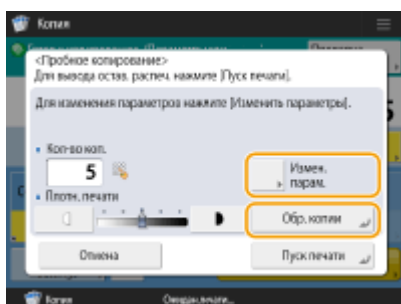 Копия
<Пробное копирование>
Для вывода остав. распеч. нажмите [Пуск печати].
Для изменения параметров нажмите [Изменить параметры].
Кол-во коп.
5
Измен. парам.
Плотн. печати
Обр. копии
Отмена
Пуск печати
Копия
Ожидан.печати...